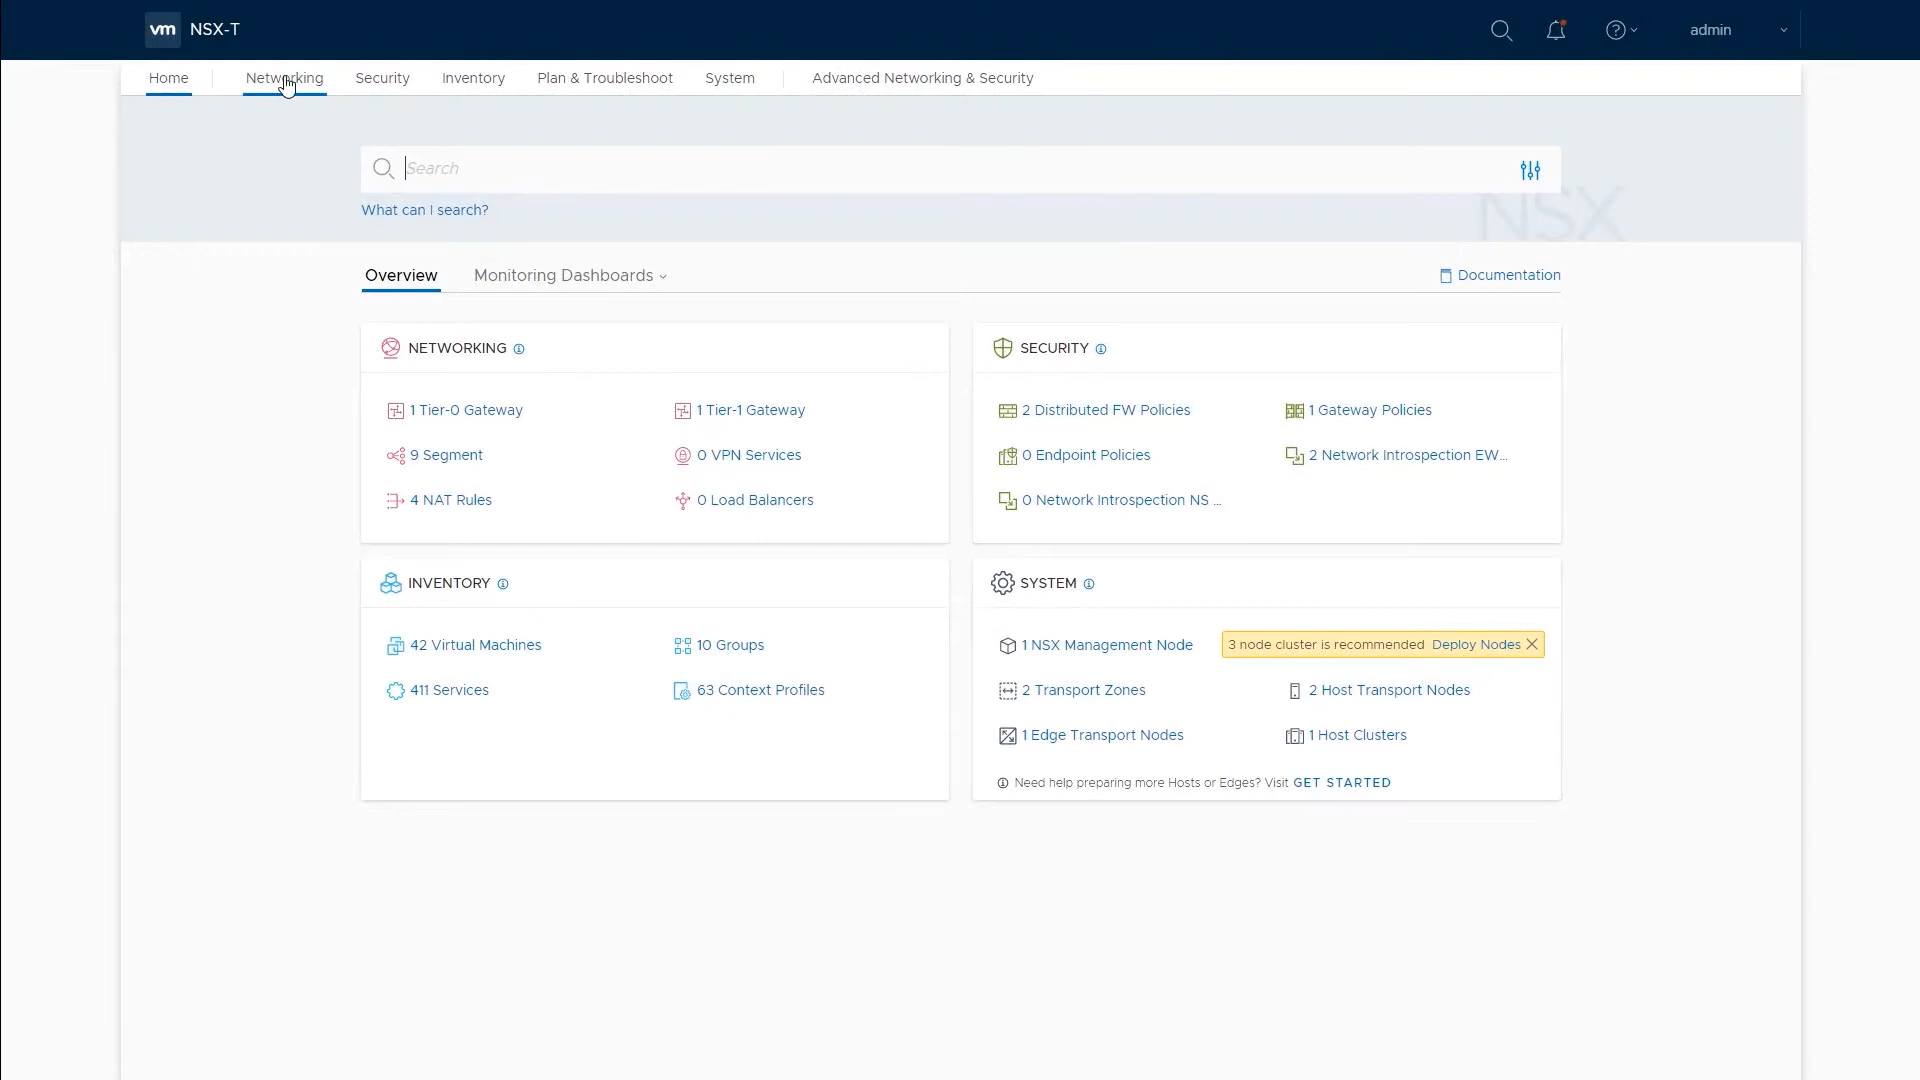 vm NSX-T admin
Home Networking Security Inventory Plan & Troubleshoot System Advanced Networking & Security
Search
What can I search?
NSX
Overview Monitoring Dashboards Documentation
NETWORKING
1 Tier-0 Gateway 1 Tier-1 Gateway
9 Segment 0 VPN Services
4 NAT Rules 0 Load Balancers
SECURITY
2 Distributed FW Policies 1 Gateway Policies
0 Endpoint Policies 2 Network Introspection EW...
0 Network Introspection NS ...
INVENTORY
42 Virtual Machines 10 Groups
411 Services 63 Context Profiles
SYSTEM
1 NSX Management Node 3 node cluster is recommended Deploy Nodes
2 Transport Zones 2 Host Transport Nodes
1 Edge Transport Nodes 1 Host Clusters
Need help preparing more Hosts or Edges? Visit GET STARTED